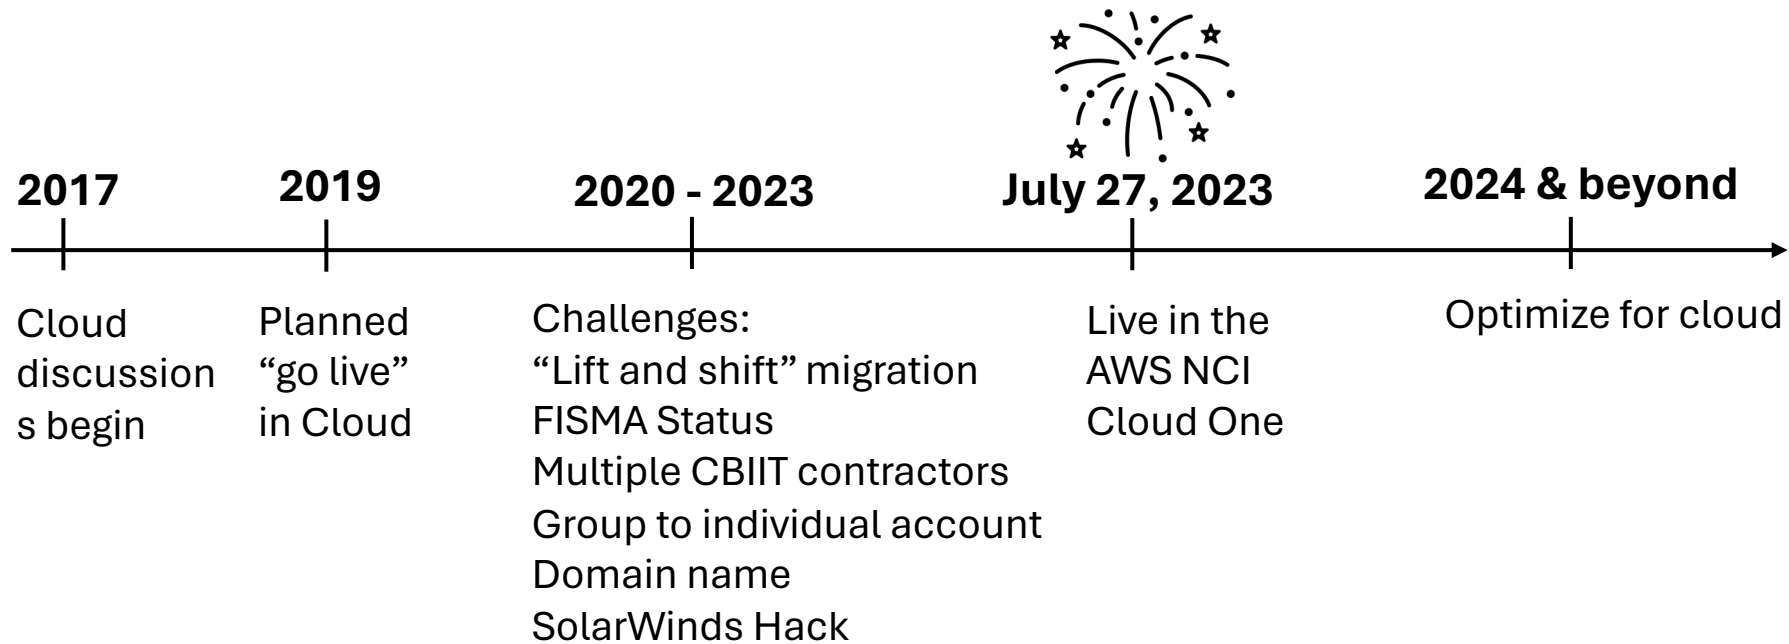 2017
Cloud
discussion
s begin
2019
Planned
“go live”
in Cloud
2020 - 2023
Challenges:
“Lift and shift” migration
FISMA Status
Multiple CBIIT contractors
Group to individual account
Domain name
SolarWinds Hack
July 27, 2023
Live in the
AWS NCI
Cloud One
2024 & beyond
Optimize for cloud